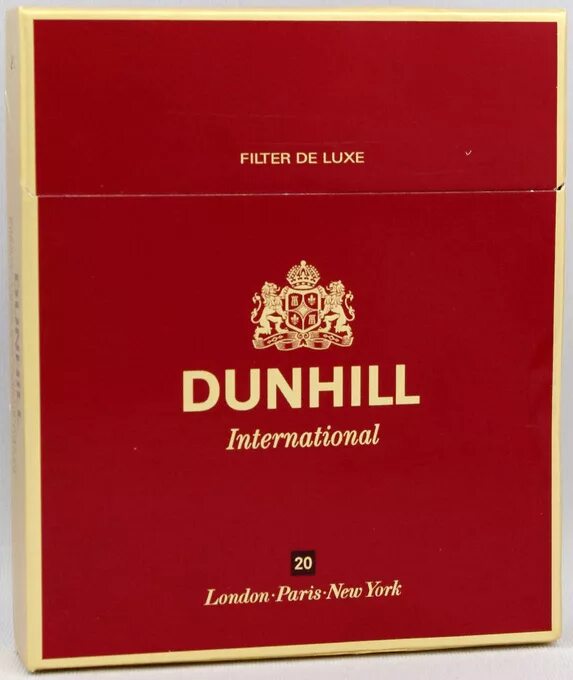 FILTER DE LUXE
DUNHILL
International
20
London·Paris·New York